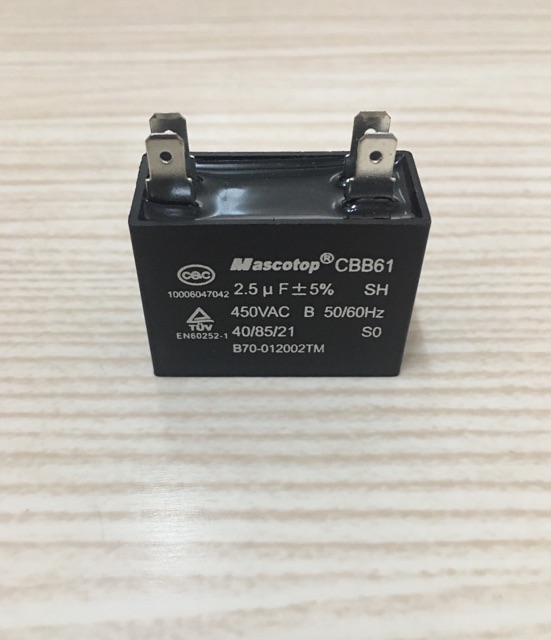 Mascotop® CBB61
CQC
10006047042
2.5 μF±5% SH
450VAC B 50/60Hz
TÜV
EN60252-1
40/85/21 S0
B70-012002TM